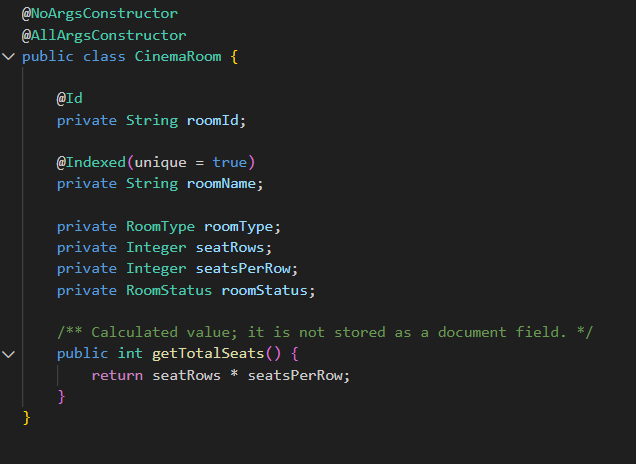 @NoArgsConstructor
@AllArgsConstructor
public class CinemaRoom {
@Id
private String roomId;
@Indexed(unique = true)
private String roomName;
private RoomType roomType;
private Integer seatRows;
private Integer seatsPerRow;
private RoomStatus roomStatus;
/** Calculated value; it is not stored as a document field. */
public int getTotalSeats() {
return seatRows * seatsPerRow;
}
}